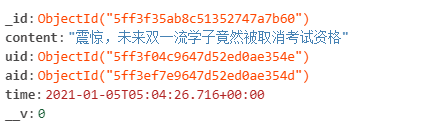 _id:ObjectId("5ff3f35ab8c51352747a7b60")
content:"震惊，未来双一流学子竟然被取消考试资格"
uid:ObjectId("5ff3f04c9647d52ed0ae354e")
aid:ObjectId("5ff3ef7e9647d52ed0ae354d")
time:2021-01-05T05:04:26.716+00:00
__v:0